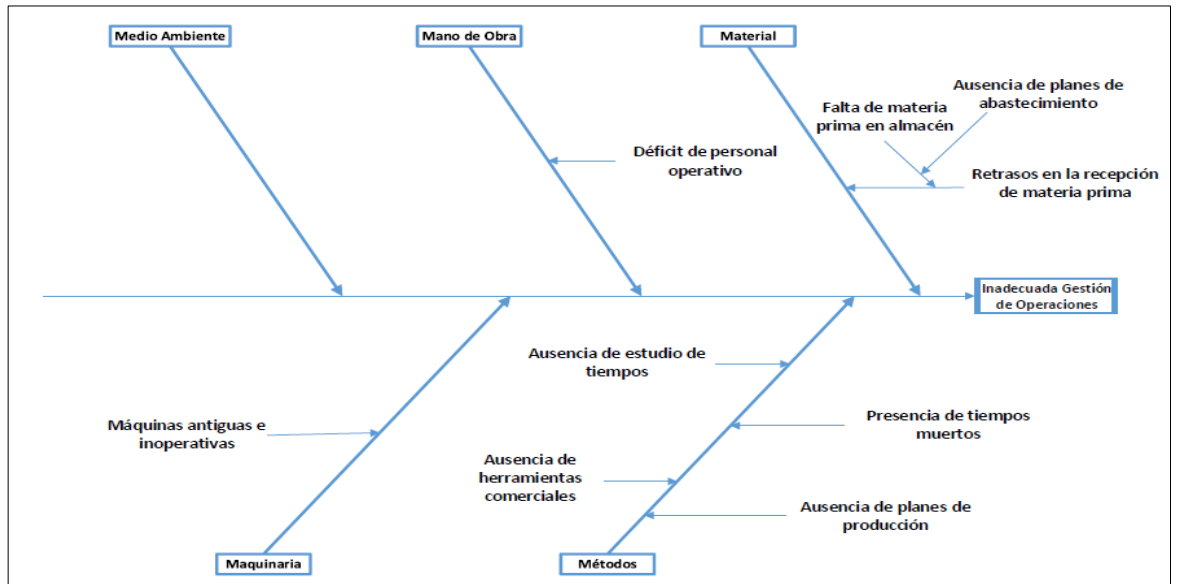 Medio Ambiente
Mano de Obra
Material
Ausencia de planes de
abastecimiento
Falta de materia
prima en almacén
Déficit de personal
operativo
Retrasos en la recepción
de materia prima
Inadecuada Gestión
de Operaciones
Ausencia de estudio de
tiempos
Máquinas antiguas e
inoperativas
Presencia de tiempos
muertos
Ausencia de
herramientas
comerciales
Ausencia de planes de
producción
Maquinaria
Métodos